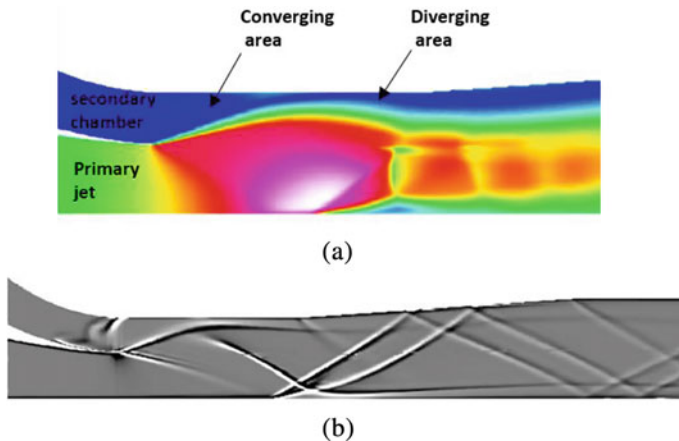 Converging
area
Diverging
area
secondary
chamber
Primary
jet
(a)
(b)